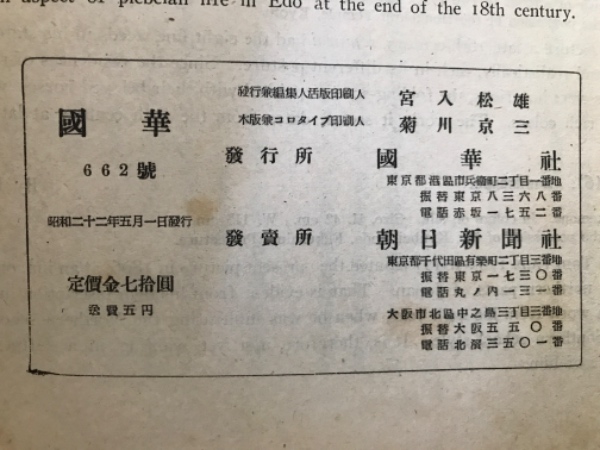 n aspect of plebeian life in Edo at the end of the 18th century.
國華
662號
昭和二十二年五月一日發行
定價金七拾圓
送費五円
發行兼編集人活版印刷人 宮入松雄
木版兼コロタイプ印刷人 菊川京三
發行所 國華社
東京都港區市兵衞町二丁目一番地
振替東京八三六八番
電話赤坂一七五二番
發賣所 朝日新聞社
東京都千代田區有樂町二丁目三番地
振替東京一七三〇番
電話丸ノ内一三一番
大阪市北區中之島三丁目三番地
振替大阪五五〇番
電話北濱三五〇一番